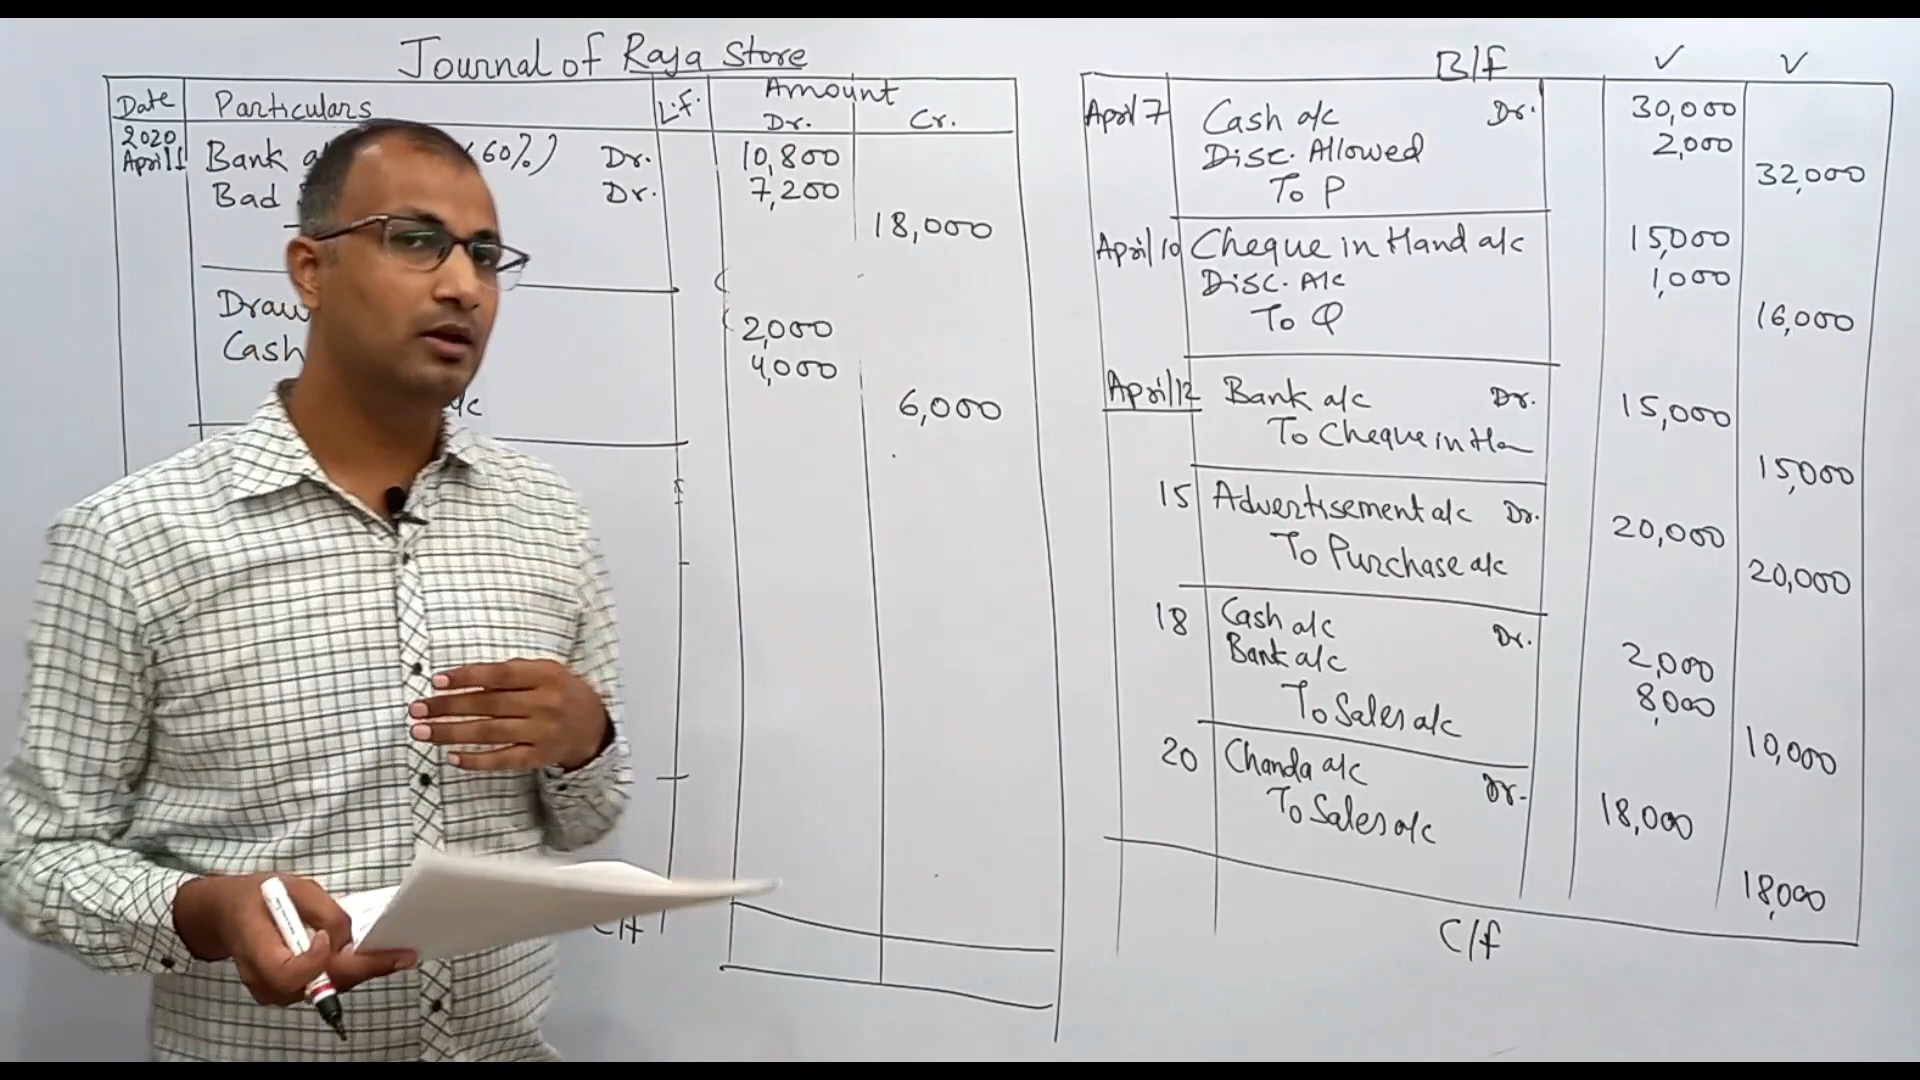 Journal of Raja Store
Date Particulars L.F. Amount
Dr. Cr.
2020
April 1 Bank 60%) Dr. 10,800
Bad Dr. 7,200
18,000
Draw 2,000
Cash 4,000
a/c 6,000
C/f
B/f ✓ ✓
April 7 Cash a/c Dr. 30,000
Disc. Allowed 2,000
To P 32,000
April 10 Cheque in Hand a/c 15,000
Disc. A/c 1,000
To Q 16,000
April 12 Bank a/c Dr. 15,000
To Cheque in Ha 15,000
15 Advertisement a/c Dr. 20,000
To Purchase a/c 20,000
18 Cash a/c Dr. 2,000
Bank a/c 8,000
To Sales a/c 10,000
20 Chanda a/c Dr. 18,000
To Sales a/c 18,000
C/f